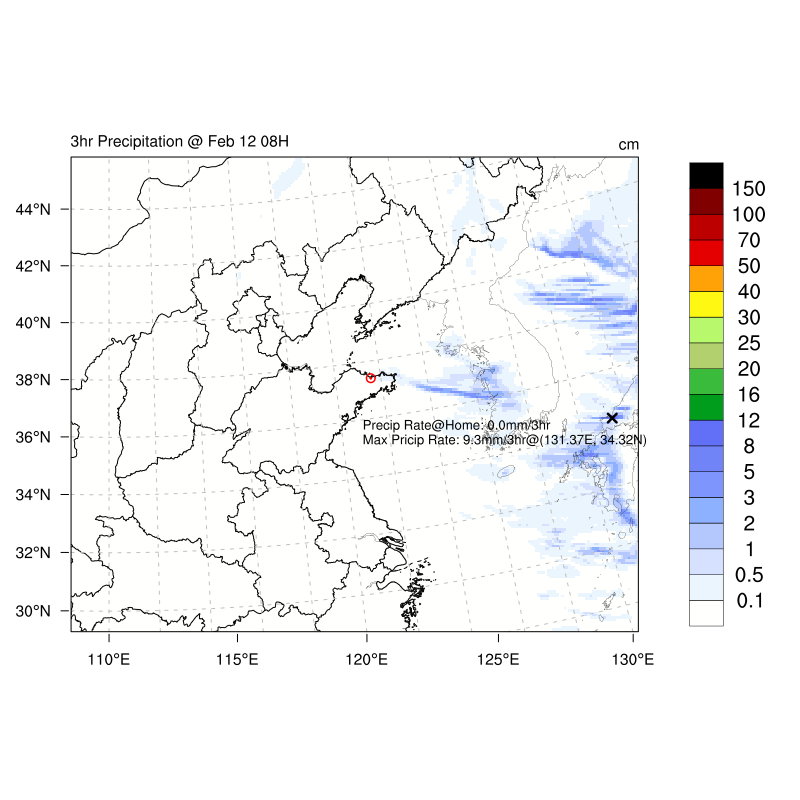 3hr Precipitation @ Feb 12 08H
cm
44°N
42°N
40°N
38°N
36°N
34°N
32°N
30°N
110°E
115°E
120°E
125°E
130°E
Precip Rate@Home: 0.0mm/3hr
Max Pricip Rate: 9.3mm/3hr@(131.37E, 34.32N)
150
100
70
50
40
30
25
20
16
12
8
5
3
2
1
0.5
0.1